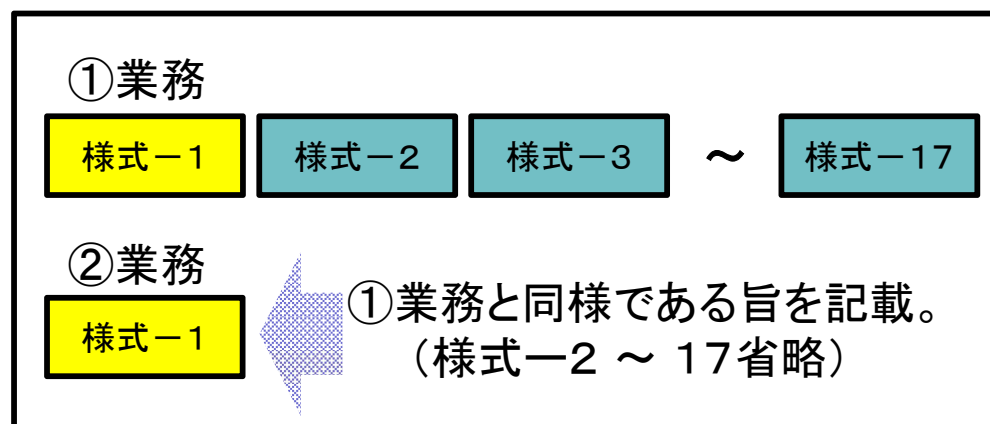 ①業務
様式－1 様式－2 様式－3 ～ 様式－17
②業務
様式－1
①業務と同様である旨を記載。
（様式ー2 ～ 17省略）